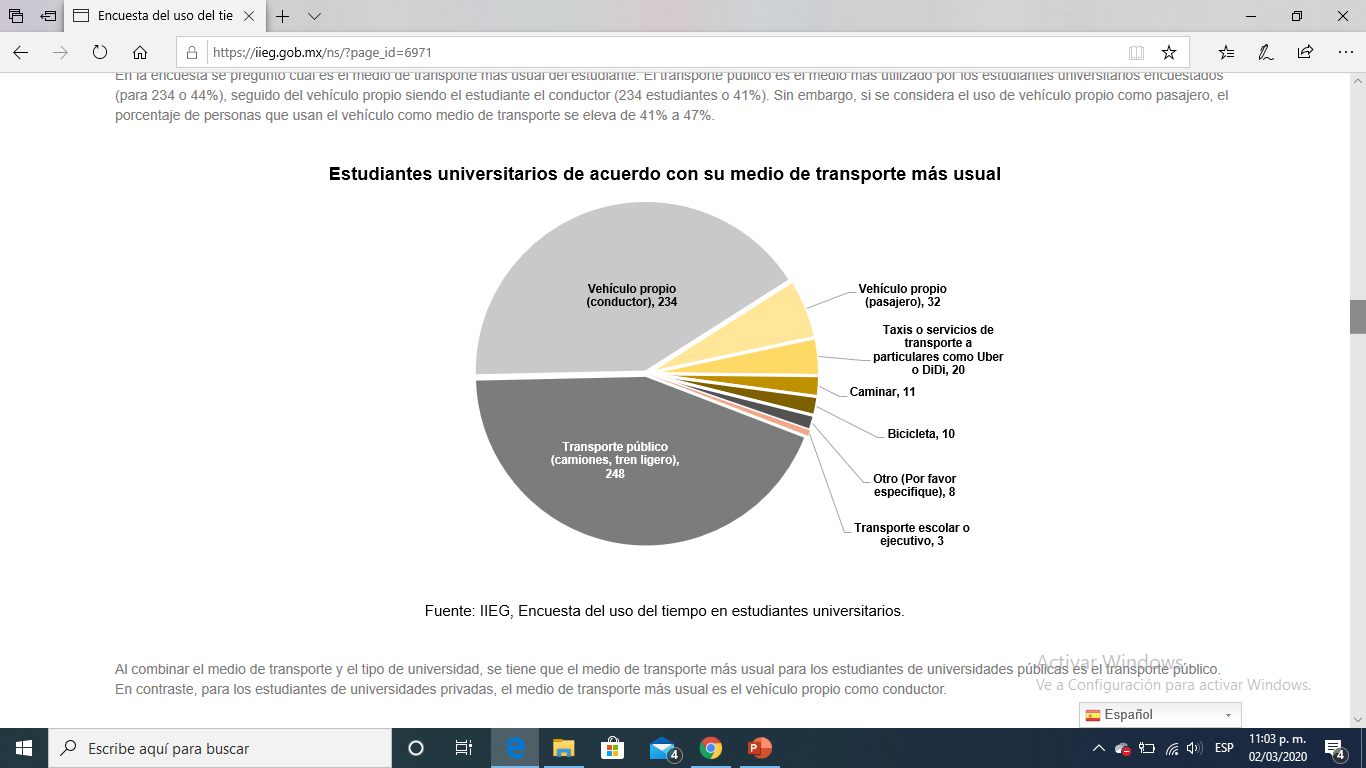 Encuesta del uso del tie
https://iieg.gob.mx/ns/?page_id=6971
En la encuesta se preguntó cuál es el medio de transporte más usual del estudiante. El transporte público es el medio más utilizado por los estudiantes universitarios encuestados
(para 234 o 44%), seguido del vehículo propio siendo el estudiante el conductor (234 estudiantes o 41%). Sin embargo, si se considera el uso de vehículo propio como pasajero, el
porcentaje de personas que usan el vehículo como medio de transporte se eleva de 41% a 47%.
Estudiantes universitarios de acuerdo con su medio de transporte más usual
Vehículo propio
(conductor), 234
Vehículo propio
(pasajero), 32
Taxis o servicios de
transporte a
particulares como Uber
o DiDi, 20
Caminar, 11
Bicicleta, 10
Otro (Por favor
especifique), 8
Transporte escolar o
ejecutivo, 3
Transporte público
(camiones, tren ligero),
248
Fuente: IIEG, Encuesta del uso del tiempo en estudiantes universitarios.
Al combinar el medio de transporte y el tipo de universidad, se tiene que el medio de transporte más usual para los estudiantes de universidades públicas es el transporte público.
En contraste, para los estudiantes de universidades privadas, el medio de transporte más usual es el vehículo propio como conductor.
Activar Windows
Ve a Configuración para activar Windows.
Español
Escribe aquí para buscar
4
ESP
11:03 p. m.
02/03/2020
4